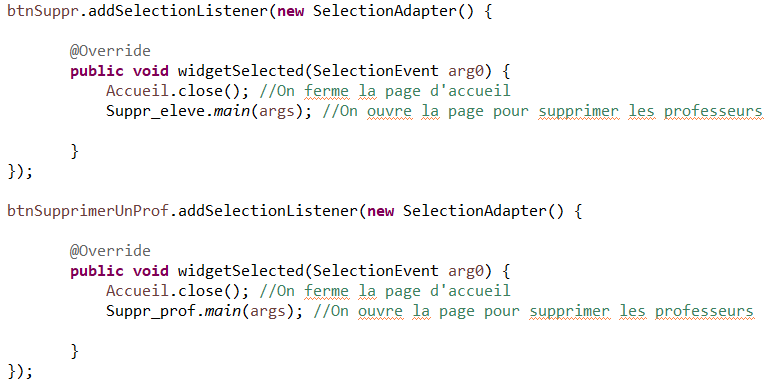 btnSuppr.addSelectionListener(new SelectionAdapter() {
@Override
public void widgetSelected(SelectionEvent arg0) {
Accueil.close(); //On ferme la page d'accueil
Suppr_eleve.main(args); //On ouvre la page pour supprimer les professeurs
}
});
btnSupprimerUnProf.addSelectionListener(new SelectionAdapter() {
@Override
public void widgetSelected(SelectionEvent arg0) {
Accueil.close(); //On ferme la page d'accueil
Suppr_prof.main(args); //On ouvre la page pour supprimer les professeurs
}
});